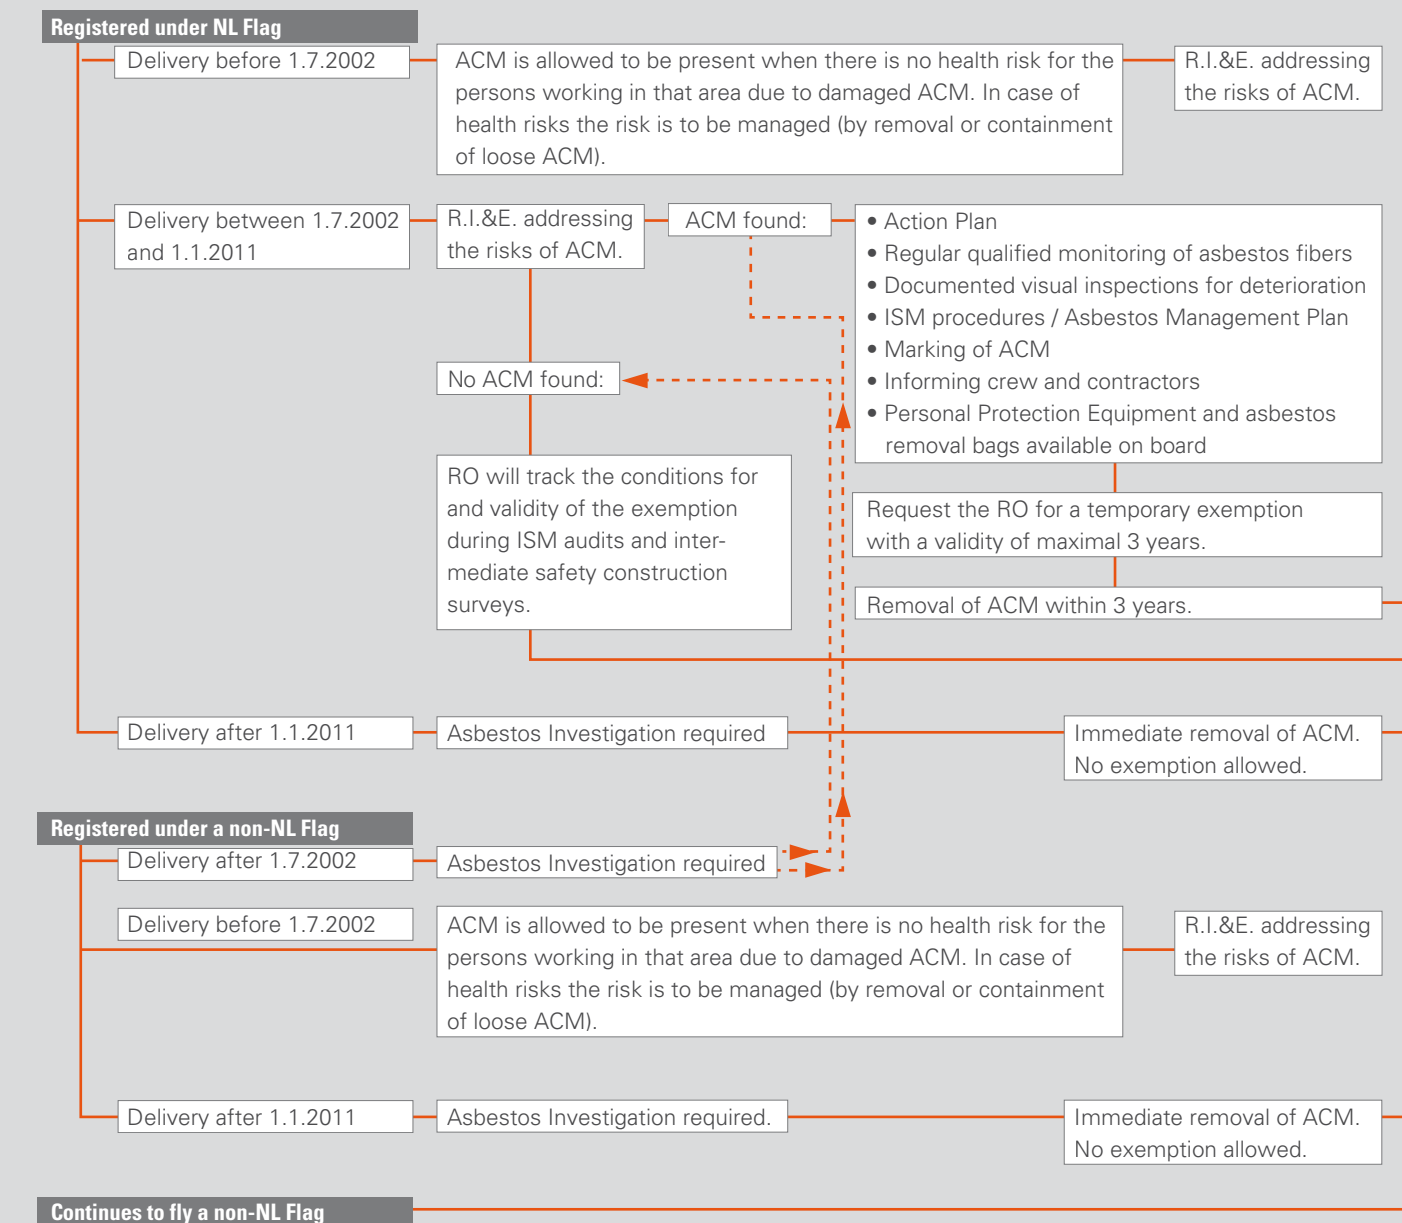 Registered under NL Flag
Delivery before 1.7.2002
ACM is allowed to be present when there is no health risk for the
persons working in that area due to damaged ACM. In case of
health risks the risk is to be managed (by removal or containment
of loose ACM).
R.I.&E. addressing
the risks of ACM.
Delivery between 1.7.2002
and 1.1.2011
R.I.&E. addressing
the risks of ACM.
ACM found:
• Action Plan
• Regular qualified monitoring of asbestos fibers
• Documented visual inspections for deterioration
• ISM procedures / Asbestos Management Plan
• Marking of ACM
• Informing crew and contractors
• Personal Protection Equipment and asbestos
removal bags available on board
No ACM found:
RO will track the conditions for
and validity of the exemption
during ISM audits and inter-
mediate safety construction
surveys.
Request the RO for a temporary exemption
with a validity of maximal 3 years.
Removal of ACM within 3 years.
Delivery after 1.1.2011
Asbestos Investigation required
Immediate removal of ACM.
No exemption allowed.
Registered under a non-NL Flag
Delivery after 1.7.2002
Asbestos Investigation required
Delivery before 1.7.2002
ACM is allowed to be present when there is no health risk for the
persons working in that area due to damaged ACM. In case of
health risks the risk is to be managed (by removal or containment
of loose ACM).
R.I.&E. addressing
the risks of ACM.
Delivery after 1.1.2011
Asbestos Investigation required.
Immediate removal of ACM.
No exemption allowed.
Continues to fly a non-NL Flag